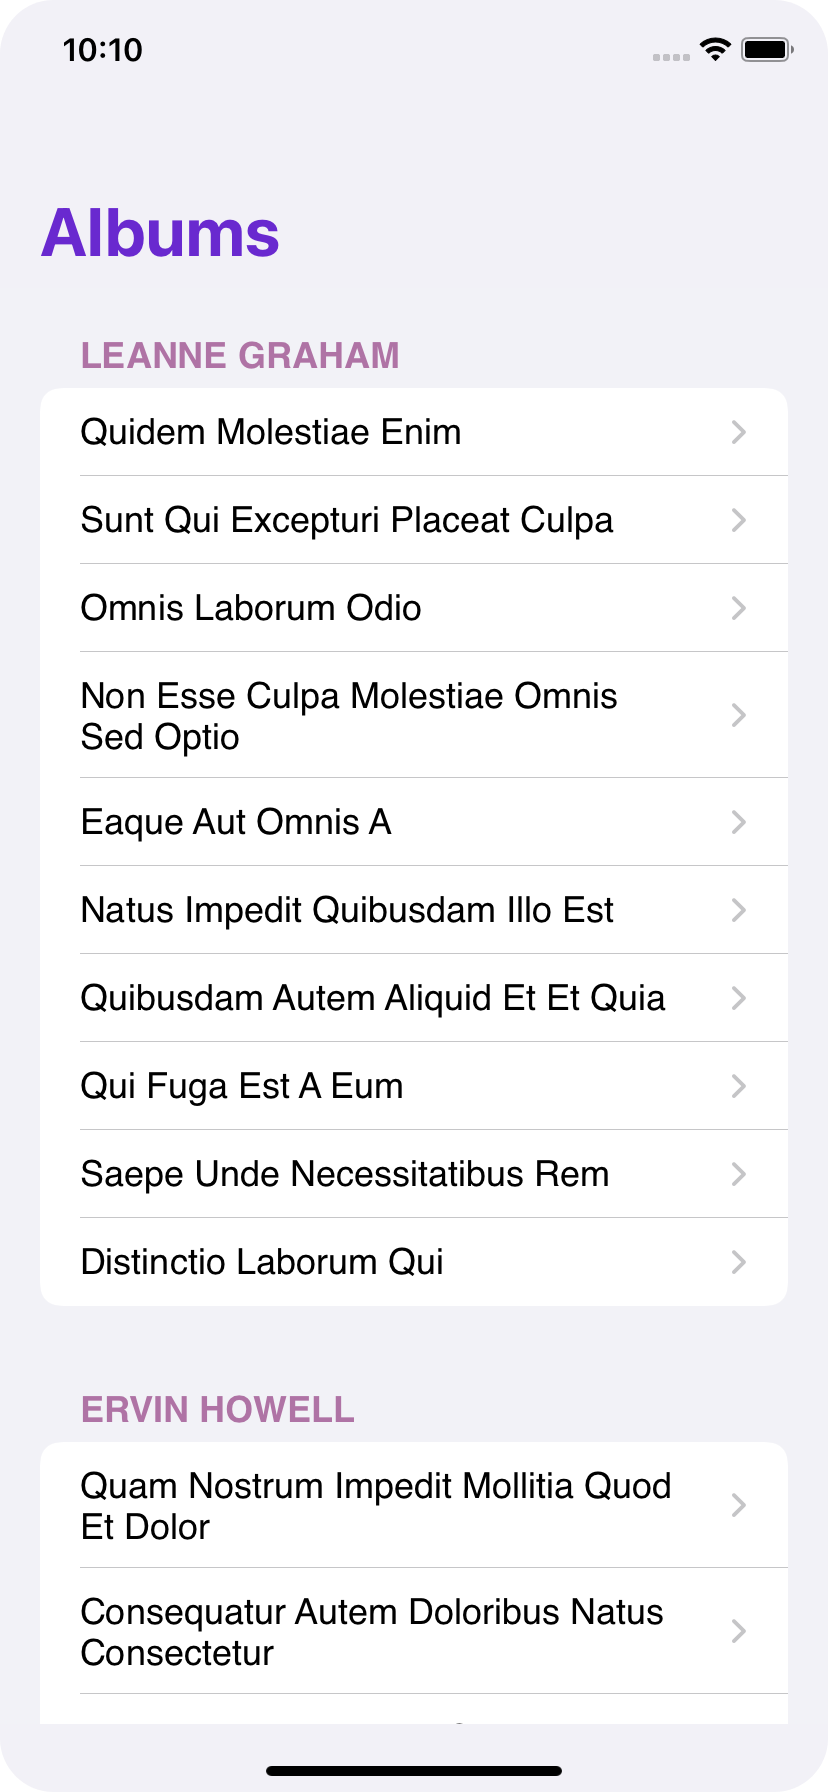 10:10
Albums
LEANNE GRAHAM
Quidem Molestiae Enim
Sunt Qui Excepturi Placeat Culpa
Omnis Laborum Odio
Non Esse Culpa Molestiae Omnis
Sed Optio
Eaque Aut Omnis A
Natus Impedit Quibusdam Illo Est
Quibusdam Autem Aliquid Et Et Quia
Qui Fuga Est A Eum
Saepe Unde Necessitatibus Rem
Distinctio Laborum Qui
ERVIN HOWELL
Quam Nostrum Impedit Mollitia Quod
Et Dolor
Consequatur Autem Doloribus Natus
Consectetur